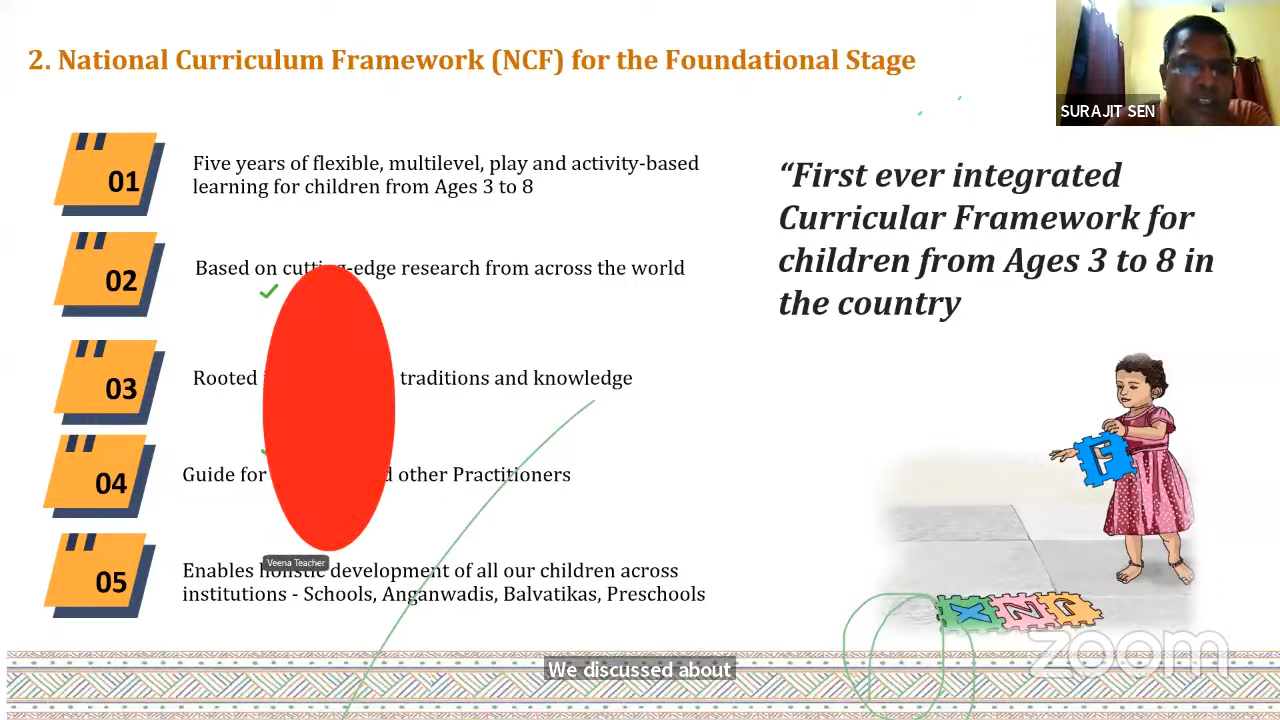 2. National Curriculum Framework (NCF) for the Foundational Stage
SURAJIT SEN
01
Five years of flexible, multilevel, play and activity-based
learning for children from Ages 3 to 8
02
Based on cutting-edge research from across the world
03
Rooted traditions and knowledge
04
Guide for other Practitioners
Veena Teacher
05
Enables holistic development of all our children across
institutions - Schools, Anganwadis, Balvatikas, Preschools
“First ever integrated
Curricular Framework for
children from Ages 3 to 8 in
the country
F
X Z C
zoom
We discussed about